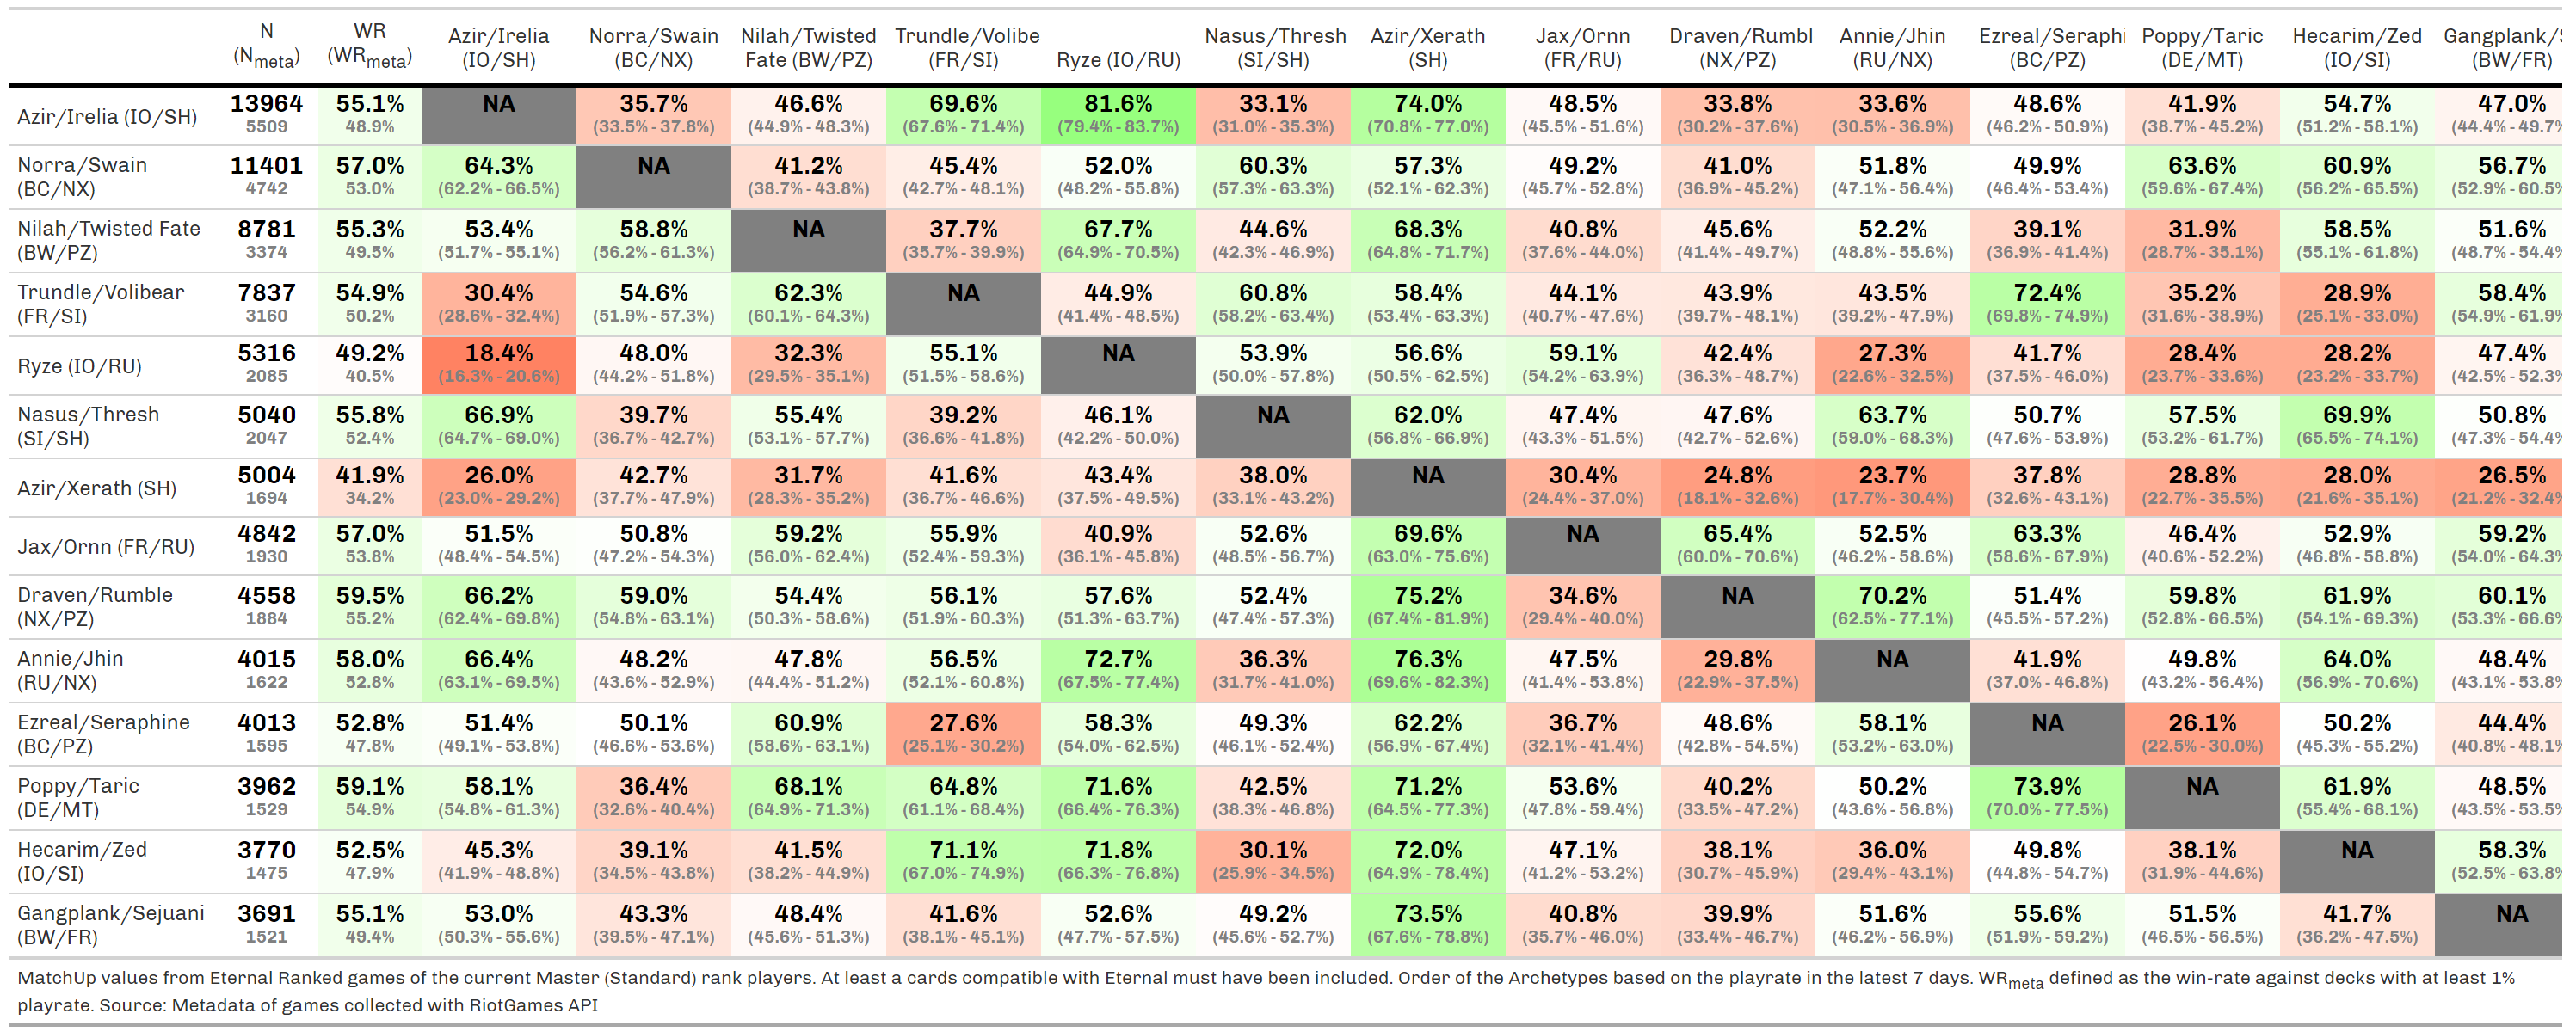 N WR Azir/Irelia Norra/Swain Nilah/Twisted Trundle/Volibe Nasus/Thresh Azir/Xerath Jax/Ornn Draven/Rumbl Annie/Jhin Ezreal/Seraphi Poppy/Taric Hecarim/Zed Gangplank/S
(Nmeta) (WRmeta) (IO/SH) (BC/NX) Fate (BW/PZ) (FR/SI) Ryze (IO/RU) (SI/SH) (SH) (FR/RU) (NX/PZ) (RU/NX) (BC/PZ) (DE/MT) (IO/SI) (BW/FR)
Azir/Irelia (IO/SH) 13964 55.1% NA 35.7% 46.6% 69.6% 81.6% 33.1% 74.0% 48.5% 33.8% 33.6% 48.6% 41.9% 54.7% 47.0%
5509 48.9% (33.5% - 37.8%) (44.9% - 48.3%) (67.6% - 71.4%) (79.4% - 83.7%) (31.0% - 35.3%) (70.8% - 77.0%) (45.5% - 51.6%) (30.2% - 37.6%) (30.5% - 36.9%) (46.2% - 50.9%) (38.7% - 45.2%) (51.2% - 58.1%) (44.4% - 49.7%
Norra/Swain 11401 57.0% 64.3% NA 41.2% 45.4% 52.0% 60.3% 57.3% 49.2% 41.0% 51.8% 49.9% 63.6% 60.9% 56.7%
(BC/NX) 4742 53.0% (62.2% - 66.5%) (38.7% - 43.8%) (42.7% - 48.1%) (48.2% - 55.8%) (57.3% - 63.3%) (52.1% - 62.3%) (45.7% - 52.8%) (36.9% - 45.2%) (47.1% - 56.4%) (46.4% - 53.4%) (59.6% - 67.4%) (56.2% - 65.5%) (52.9% - 60.5%
Nilah/Twisted Fate 8781 55.3% 53.4% 58.8% NA 37.7% 67.7% 44.6% 68.3% 40.8% 45.6% 52.2% 39.1% 31.9% 58.5% 51.6%
(BW/PZ) 3374 49.5% (51.7% - 55.1%) (56.2% - 61.3%) (35.7% - 39.9%) (64.9% - 70.5%) (42.3% - 46.9%) (64.8% - 71.7%) (37.6% - 44.0%) (41.4% - 49.7%) (48.8% - 55.6%) (36.9% - 41.4%) (28.7% - 35.1%) (55.1% - 61.8%) (48.7% - 54.4%
Trundle/Volibear 7837 54.9% 30.4% 54.6% 62.3% NA 44.9% 60.8% 58.4% 44.1% 43.9% 43.5% 72.4% 35.2% 28.9% 58.4%
(FR/SI) 3160 50.2% (28.6% - 32.4%) (51.9% - 57.3%) (60.1% - 64.3%) (41.4% - 48.5%) (58.2% - 63.4%) (53.4% - 63.3%) (40.7% - 47.6%) (39.7% - 48.1%) (39.2% - 47.9%) (69.8% - 74.9%) (31.6% - 38.9%) (25.1% - 33.0%) (54.9% - 61.9%
Ryze (IO/RU) 5316 49.2% 18.4% 48.0% 32.3% 55.1% NA 53.9% 56.6% 59.1% 42.4% 27.3% 41.7% 28.4% 28.2% 47.4%
2085 40.5% (16.3% - 20.6%) (44.2% - 51.8%) (29.5% - 35.1%) (51.5% - 58.6%) (50.0% - 57.8%) (50.5% - 62.5%) (54.2% - 63.9%) (36.3% - 48.7%) (22.6% - 32.5%) (37.5% - 46.0%) (23.7% - 33.6%) (23.2% - 33.7%) (42.5% - 52.3%
Nasus/Thresh 5040 55.8% 66.9% 39.7% 55.4% 39.2% 46.1% NA 62.0% 47.4% 47.6% 63.7% 50.7% 57.5% 69.9% 50.8%
(SI/SH) 2047 52.4% (64.7% - 69.0%) (36.7% - 42.7%) (53.1% - 57.7%) (36.6% - 41.8%) (42.2% - 50.0%) (56.8% - 66.9%) (43.3% - 51.5%) (42.7% - 52.6%) (59.0% - 68.3%) (47.6% - 53.9%) (53.2% - 61.7%) (65.5% - 74.1%) (47.3% - 54.4%
Azir/Xerath (SH) 5004 41.9% 26.0% 42.7% 31.7% 41.6% 43.4% 38.0% NA 30.4% 24.8% 23.7% 37.8% 28.8% 28.0% 26.5%
1694 34.2% (23.0% - 29.2%) (37.7% - 47.9%) (28.3% - 35.2%) (36.7% - 46.6%) (37.5% - 49.5%) (33.1% - 43.2%) (24.4% - 37.0%) (18.1% - 32.6%) (17.7% - 30.4%) (32.6% - 43.1%) (22.7% - 35.5%) (21.6% - 35.1%) (21.2% - 32.4%
Jax/Ornn (FR/RU) 4842 57.0% 51.5% 50.8% 59.2% 55.9% 40.9% 52.6% 69.6% NA 65.4% 52.5% 63.3% 46.4% 52.9% 59.2%
1930 53.8% (48.4% - 54.5%) (47.2% - 54.3%) (56.0% - 62.4%) (52.4% - 59.3%) (36.1% - 45.8%) (48.5% - 56.7%) (63.0% - 75.6%) (60.0% - 70.6%) (46.2% - 58.6%) (58.6% - 67.9%) (40.6% - 52.2%) (46.8% - 58.8%) (54.0% - 64.3%
Draven/Rumble 4558 59.5% 66.2% 59.0% 54.4% 56.1% 57.6% 52.4% 75.2% 34.6% NA 70.2% 51.4% 59.8% 61.9% 60.1%
(NX/PZ) 1884 55.2% (62.4% - 69.8%) (54.8% - 63.1%) (50.3% - 58.6%) (51.9% - 60.3%) (51.3% - 63.7%) (47.4% - 57.3%) (67.4% - 81.9%) (29.4% - 40.0%) (62.5% - 77.1%) (45.5% - 57.2%) (52.8% - 66.5%) (54.1% - 69.3%) (53.3% - 66.6%
Annie/Jhin 4015 58.0% 66.4% 48.2% 47.8% 56.5% 72.7% 36.3% 76.3% 47.5% 29.8% NA 41.9% 49.8% 64.0% 48.4%
(RU/NX) 1622 52.8% (63.1% - 69.5%) (43.6% - 52.9%) (44.4% - 51.2%) (52.1% - 60.8%) (67.5% - 77.4%) (31.7% - 41.0%) (69.6% - 82.3%) (41.4% - 53.8%) (22.9% - 37.5%) (37.0% - 46.8%) (43.2% - 56.4%) (56.9% - 70.6%) (43.1% - 53.8%
Ezreal/Seraphine 4013 52.8% 51.4% 50.1% 60.9% 27.6% 58.3% 49.3% 62.2% 36.7% 48.6% 58.1% NA 26.1% 50.2% 44.4%
(BC/PZ) 1595 47.8% (49.1% - 53.8%) (46.6% - 53.6%) (58.6% - 63.1%) (25.1% - 30.2%) (54.0% - 62.5%) (46.1% - 52.4%) (56.9% - 67.4%) (32.1% - 41.4%) (42.8% - 54.5%) (53.2% - 63.0%) (22.5% - 30.0%) (45.3% - 55.2%) (40.8% - 48.1%
Poppy/Taric 3962 59.1% 58.1% 36.4% 68.1% 64.8% 71.6% 42.5% 71.2% 53.6% 40.2% 50.2% 73.9% NA 61.9% 48.5%
(DE/MT) 1529 54.9% (54.8% - 61.3%) (32.6% - 40.4%) (64.9% - 71.3%) (61.1% - 68.4%) (66.4% - 76.3%) (38.3% - 46.8%) (64.5% - 77.3%) (47.8% - 59.4%) (33.5% - 47.2%) (43.6% - 56.8%) (70.0% - 77.5%) (55.4% - 68.1%) (43.5% - 53.5%
Hecarim/Zed 3770 52.5% 45.3% 39.1% 41.5% 71.1% 71.8% 30.1% 72.0% 47.1% 38.1% 36.0% 49.8% 38.1% NA 58.3%
(IO/SI) 1475 47.9% (41.9% - 48.8%) (34.5% - 43.8%) (38.2% - 44.9%) (67.0% - 74.9%) (66.3% - 76.8%) (25.9% - 34.5%) (64.9% - 78.4%) (41.2% - 53.2%) (30.7% - 45.9%) (29.4% - 43.1%) (44.8% - 54.7%) (31.9% - 44.6%) (52.5% - 63.8%
Gangplank/Sejuani 3691 55.1% 53.0% 43.3% 48.4% 41.6% 52.6% 49.2% 73.5% 40.8% 39.9% 51.6% 55.6% 51.5% 41.7% NA
(BW/FR) 1521 49.4% (50.3% - 55.6%) (39.5% - 47.1%) (45.6% - 51.3%) (38.1% - 45.1%) (47.7% - 57.5%) (45.6% - 52.7%) (67.6% - 78.8%) (35.7% - 46.0%) (33.4% - 46.7%) (46.2% - 56.9%) (51.9% - 59.2%) (46.5% - 56.5%) (36.2% - 47.5%)
MatchUp values from Eternal Ranked games of the current Master (Standard) rank players. At least a cards compatible with Eternal must have been included. Order of the Archetypes based on the playrate in the latest 7 days. WRmeta defined as the win-rate against decks with at least 1%
playrate. Source: Metadata of games collected with RiotGames API